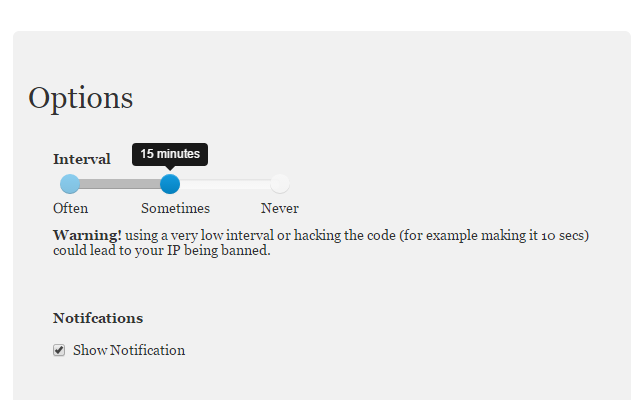 Options
15 minutes
Interval
Often Sometimes Never
Warning! using a very low interval or hacking the code (for example making it 10 secs)
could lead to your IP being banned.
Notifcations
Show Notification